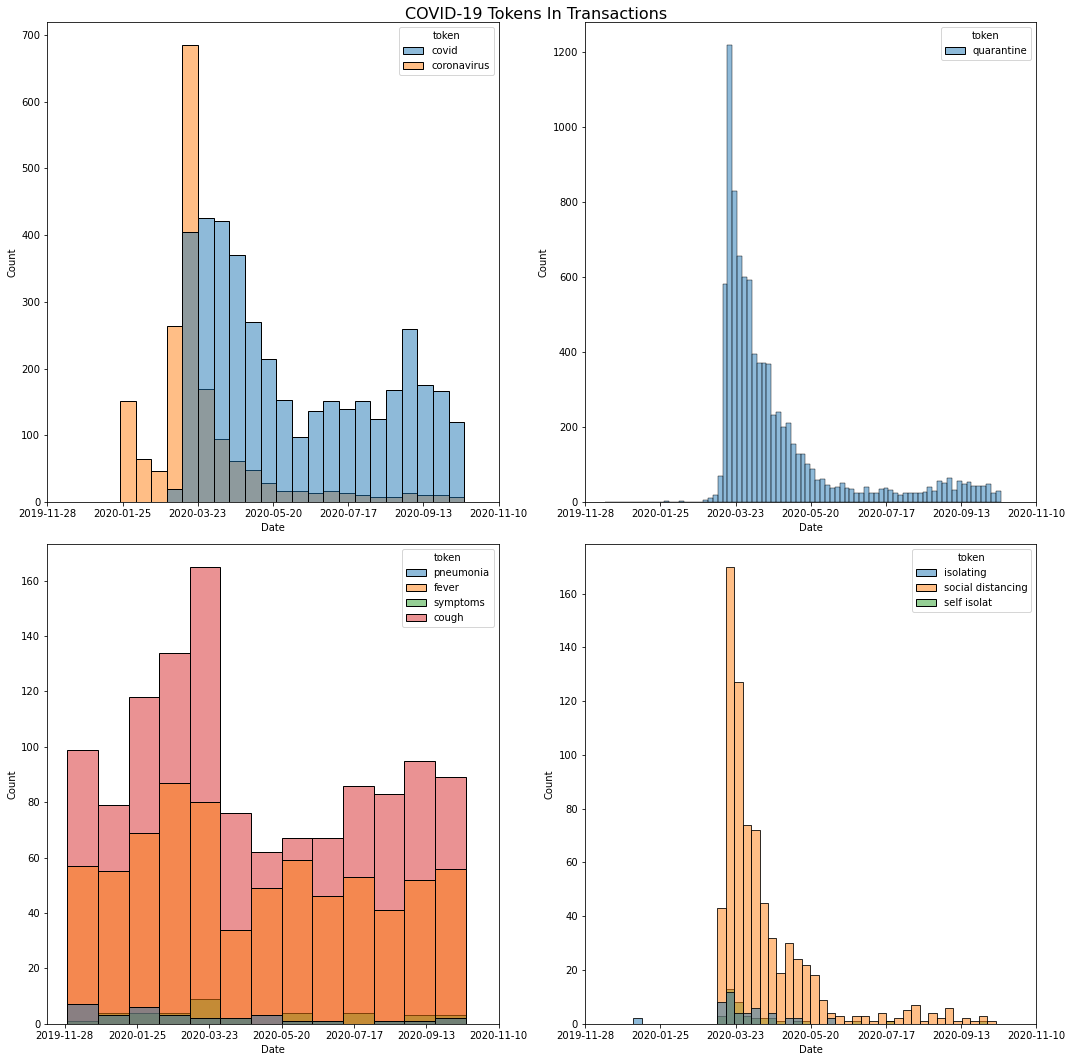 COVID-19 Tokens In Transactions
token
covid
coronavirus
700
600
500
400
300
200
100
0
Count
2019-11-28 2020-01-25 2020-03-23 2020-05-20 2020-07-17 2020-09-13 2020-11-10
Date
token
quarantine
1200
1000
800
600
400
200
0
Count
2019-11-28 2020-01-25 2020-03-23 2020-05-20 2020-07-17 2020-09-13 2020-11-10
Date
token
pneumonia
fever
symptoms
cough
160
140
120
100
80
60
40
20
0
Count
2019-11-28 2020-01-25 2020-03-23 2020-05-20 2020-07-17 2020-09-13 2020-11-10
Date
token
isolating
social distancing
self isolat
160
140
120
100
80
60
40
20
0
Count
2019-11-28 2020-01-25 2020-03-23 2020-05-20 2020-07-17 2020-09-13 2020-11-10
Date